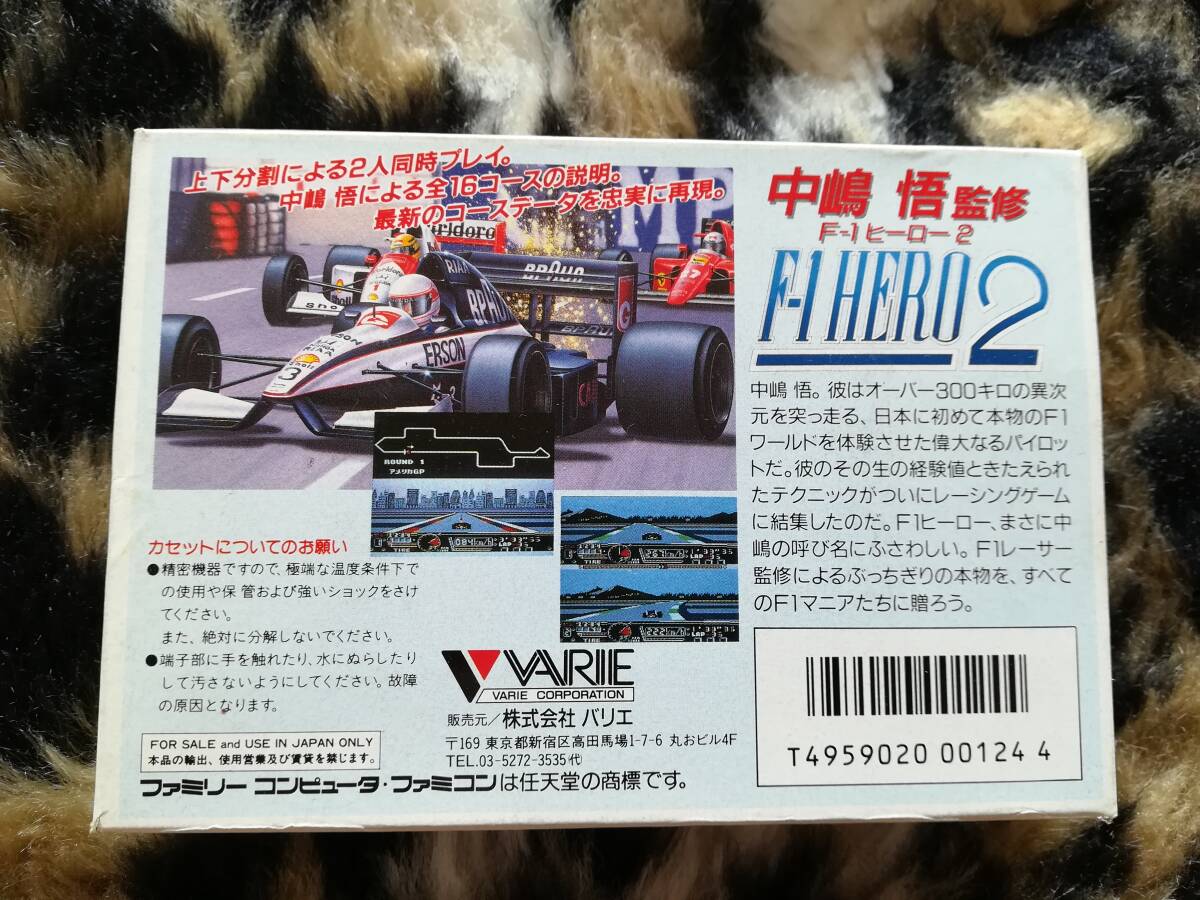 上下分割による2人同時プレイ。
中嶋 悟による全16コースの説明。
最新のコースデータを忠実に再現。
中嶋 悟監修
F-1ヒーロー2
F-1 HERO 2
中嶋 悟。彼はオーバー300キロの異次
元を突っ走る、日本に初めて本物のF1
ワールドを体験させた偉大なるパイロッ
トだ。彼のその生の経験値ときたえられ
たテクニックがついにレーシングゲーム
に結集したのだ。F1ヒーロー、まさに中
嶋の呼び名にふさわしい。F1レーサー
監修によるぶっちぎりの本物を、すべて
のF1マニアたちに贈ろう。
BRAUN
ERSON
Shell
3
ROUND 1
アメリカGP
カセットについてのお願い
●精密機器ですので、極端な温度条件下で
の使用や保 管および強いショックをさけ
てください。
また、絶対に分解しないでください。
●端子部に手を触れたり、水にぬらしたり
して汚さないようにしてください。故障
の原因となります。
FOR SALE and USE IN JAPAN ONLY
本品の輸出、使用営業及び賃貸を禁じます。
VARIE
VARIE CORPORATION
販売元/株式会社 バリエ
〒169 東京都新宿区高田馬場1-7-6 丸おビル4F
TEL.03-5272-3535㈹
ファミリー コンピュータ・ファミコンは任天堂の商標です。
T4959020 00124 4